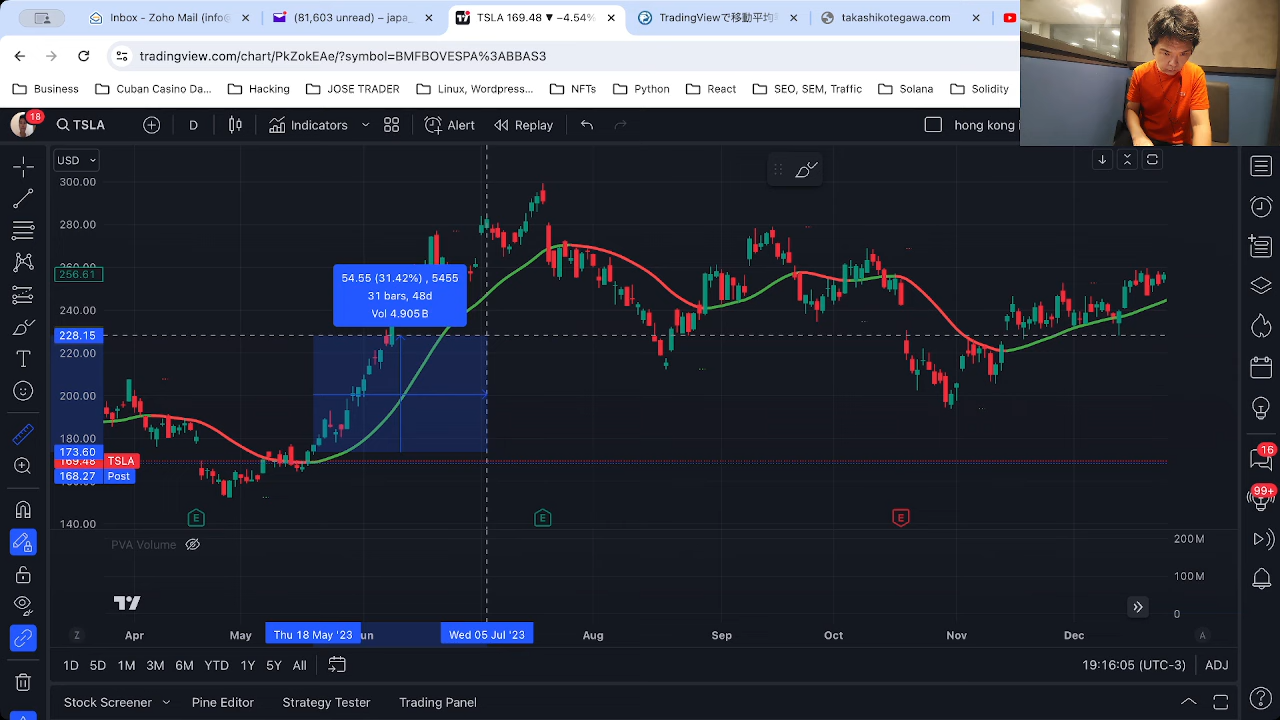 Inbox - Zoho Mail (info@
(81103 unread) - japa_
TSLA 169.48 ▼ −4.54%
TradingViewで移動平均
takashikotegawa.com
tradingview.com/chart/PkZokEAe/?symbol=BMFBOVESPA%3ABBAS3
Business
Cuban Casino Da...
Hacking
JOSE TRADER
Linux, Wordpress...
NFTs
Python
React
SEO, SEM, Traffic
Solana
Solidity
18
TSLA
D
Indicators
Alert
Replay
hong kong
USD
300.00
280.00
260.00
256.61
240.00
228.15
220.00
200.00
180.00
173.60
169.48 TSLA
168.27 Post
140.00
54.55 (31.42%) , 5455
31 bars, 48d
Vol 4.905 B
E
E
E
PVA Volume
200 M
100 M
0
16
99+
Z
Apr
May
Thu 18 May '23
un
Wed 05 Jul '23
Aug
Sep
Oct
Nov
Dec
A
1D
5D
1M
3M
6M
YTD
1Y
5Y
All
19:16:05 (UTC-3)
ADJ
Stock Screener
Pine Editor
Strategy Tester
Trading Panel